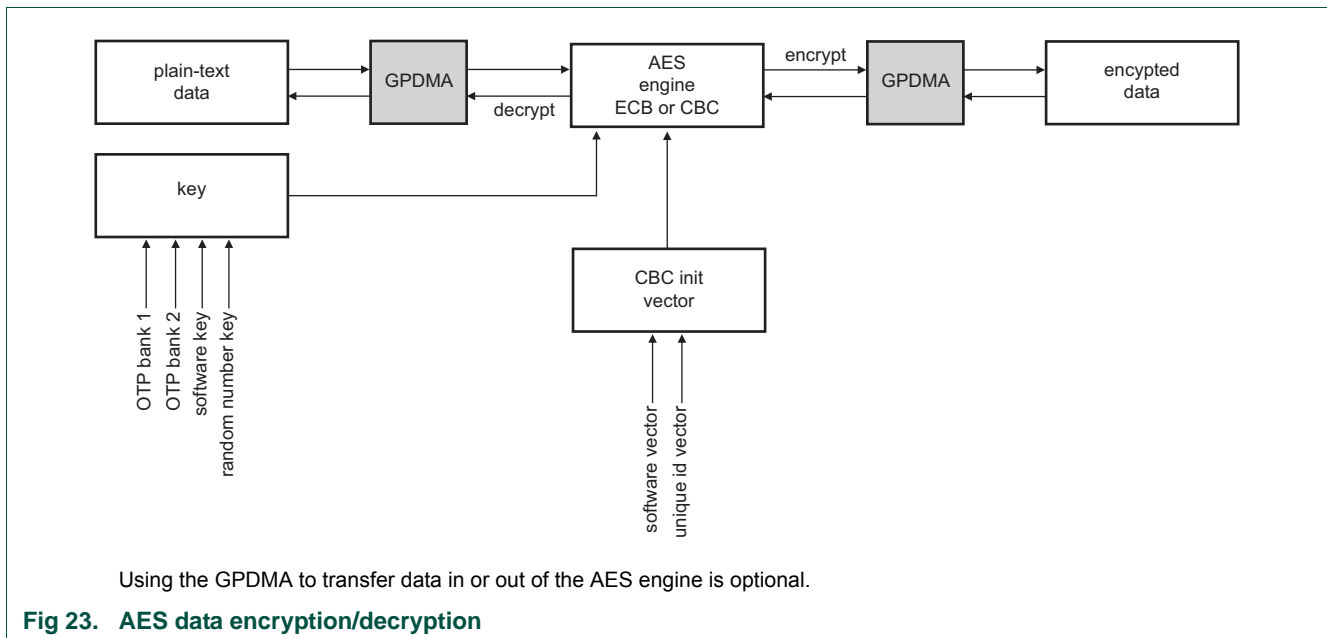 plain-text
data
GPDMA
AES
engine
ECB or CBC
encrypt
decrypt
GPDMA
encypted
data
key
CBC init
vector
OTP bank 1
OTP bank 2
software key
random number key
software vector
unique id vector
Using the GPDMA to transfer data in or out of the AES engine is optional.
Fig 23. AES data encryption/decryption